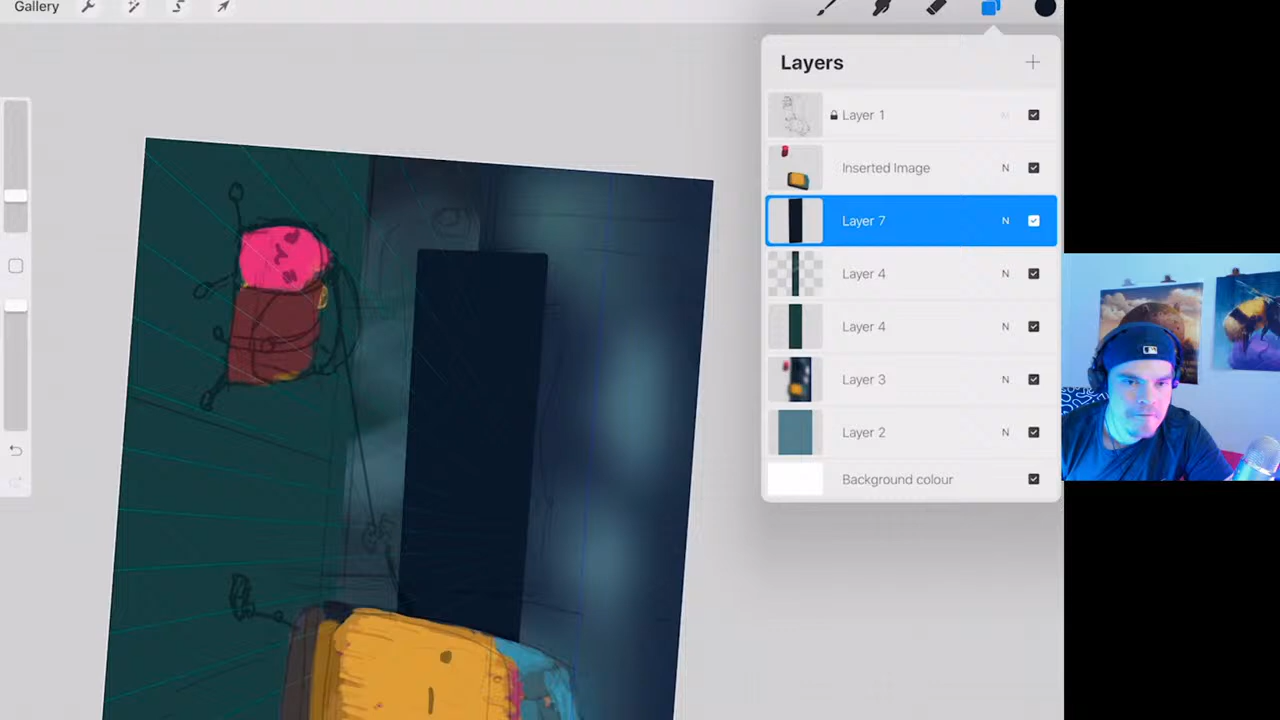 Gallery
Layers
Layer 1
Inserted Image N
Layer 7 N
Layer 4 N
Layer 4 N
Layer 3 N
Layer 2 N
Background colour